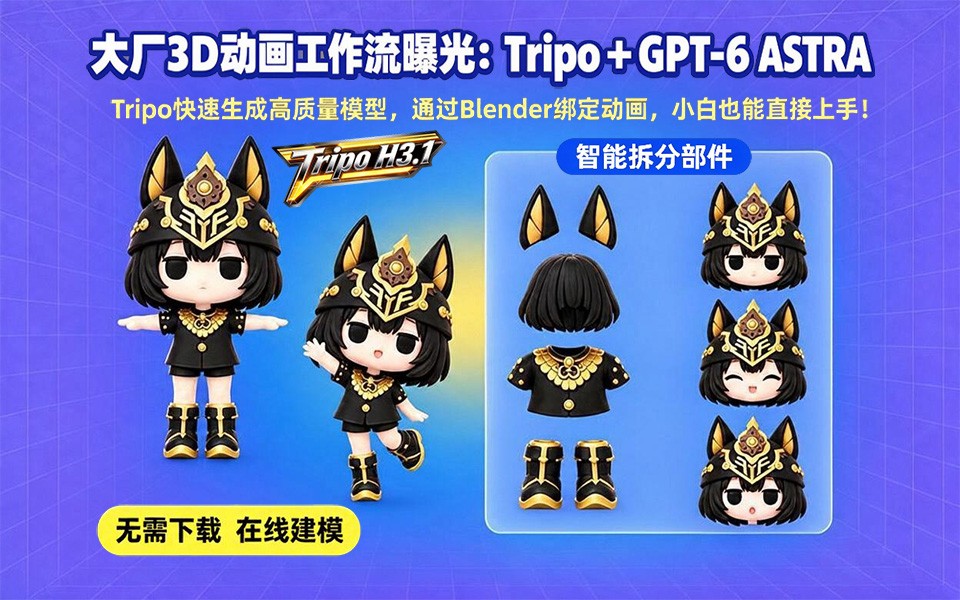 大厂3D动画工作流曝光：Tripo+GPT-6 ASTRA
Tripo快速生成高质量模型，通过Blender绑定动画，小白也能直接上手！
Tripo H3.1
智能拆分部件
无需下载 在线建模